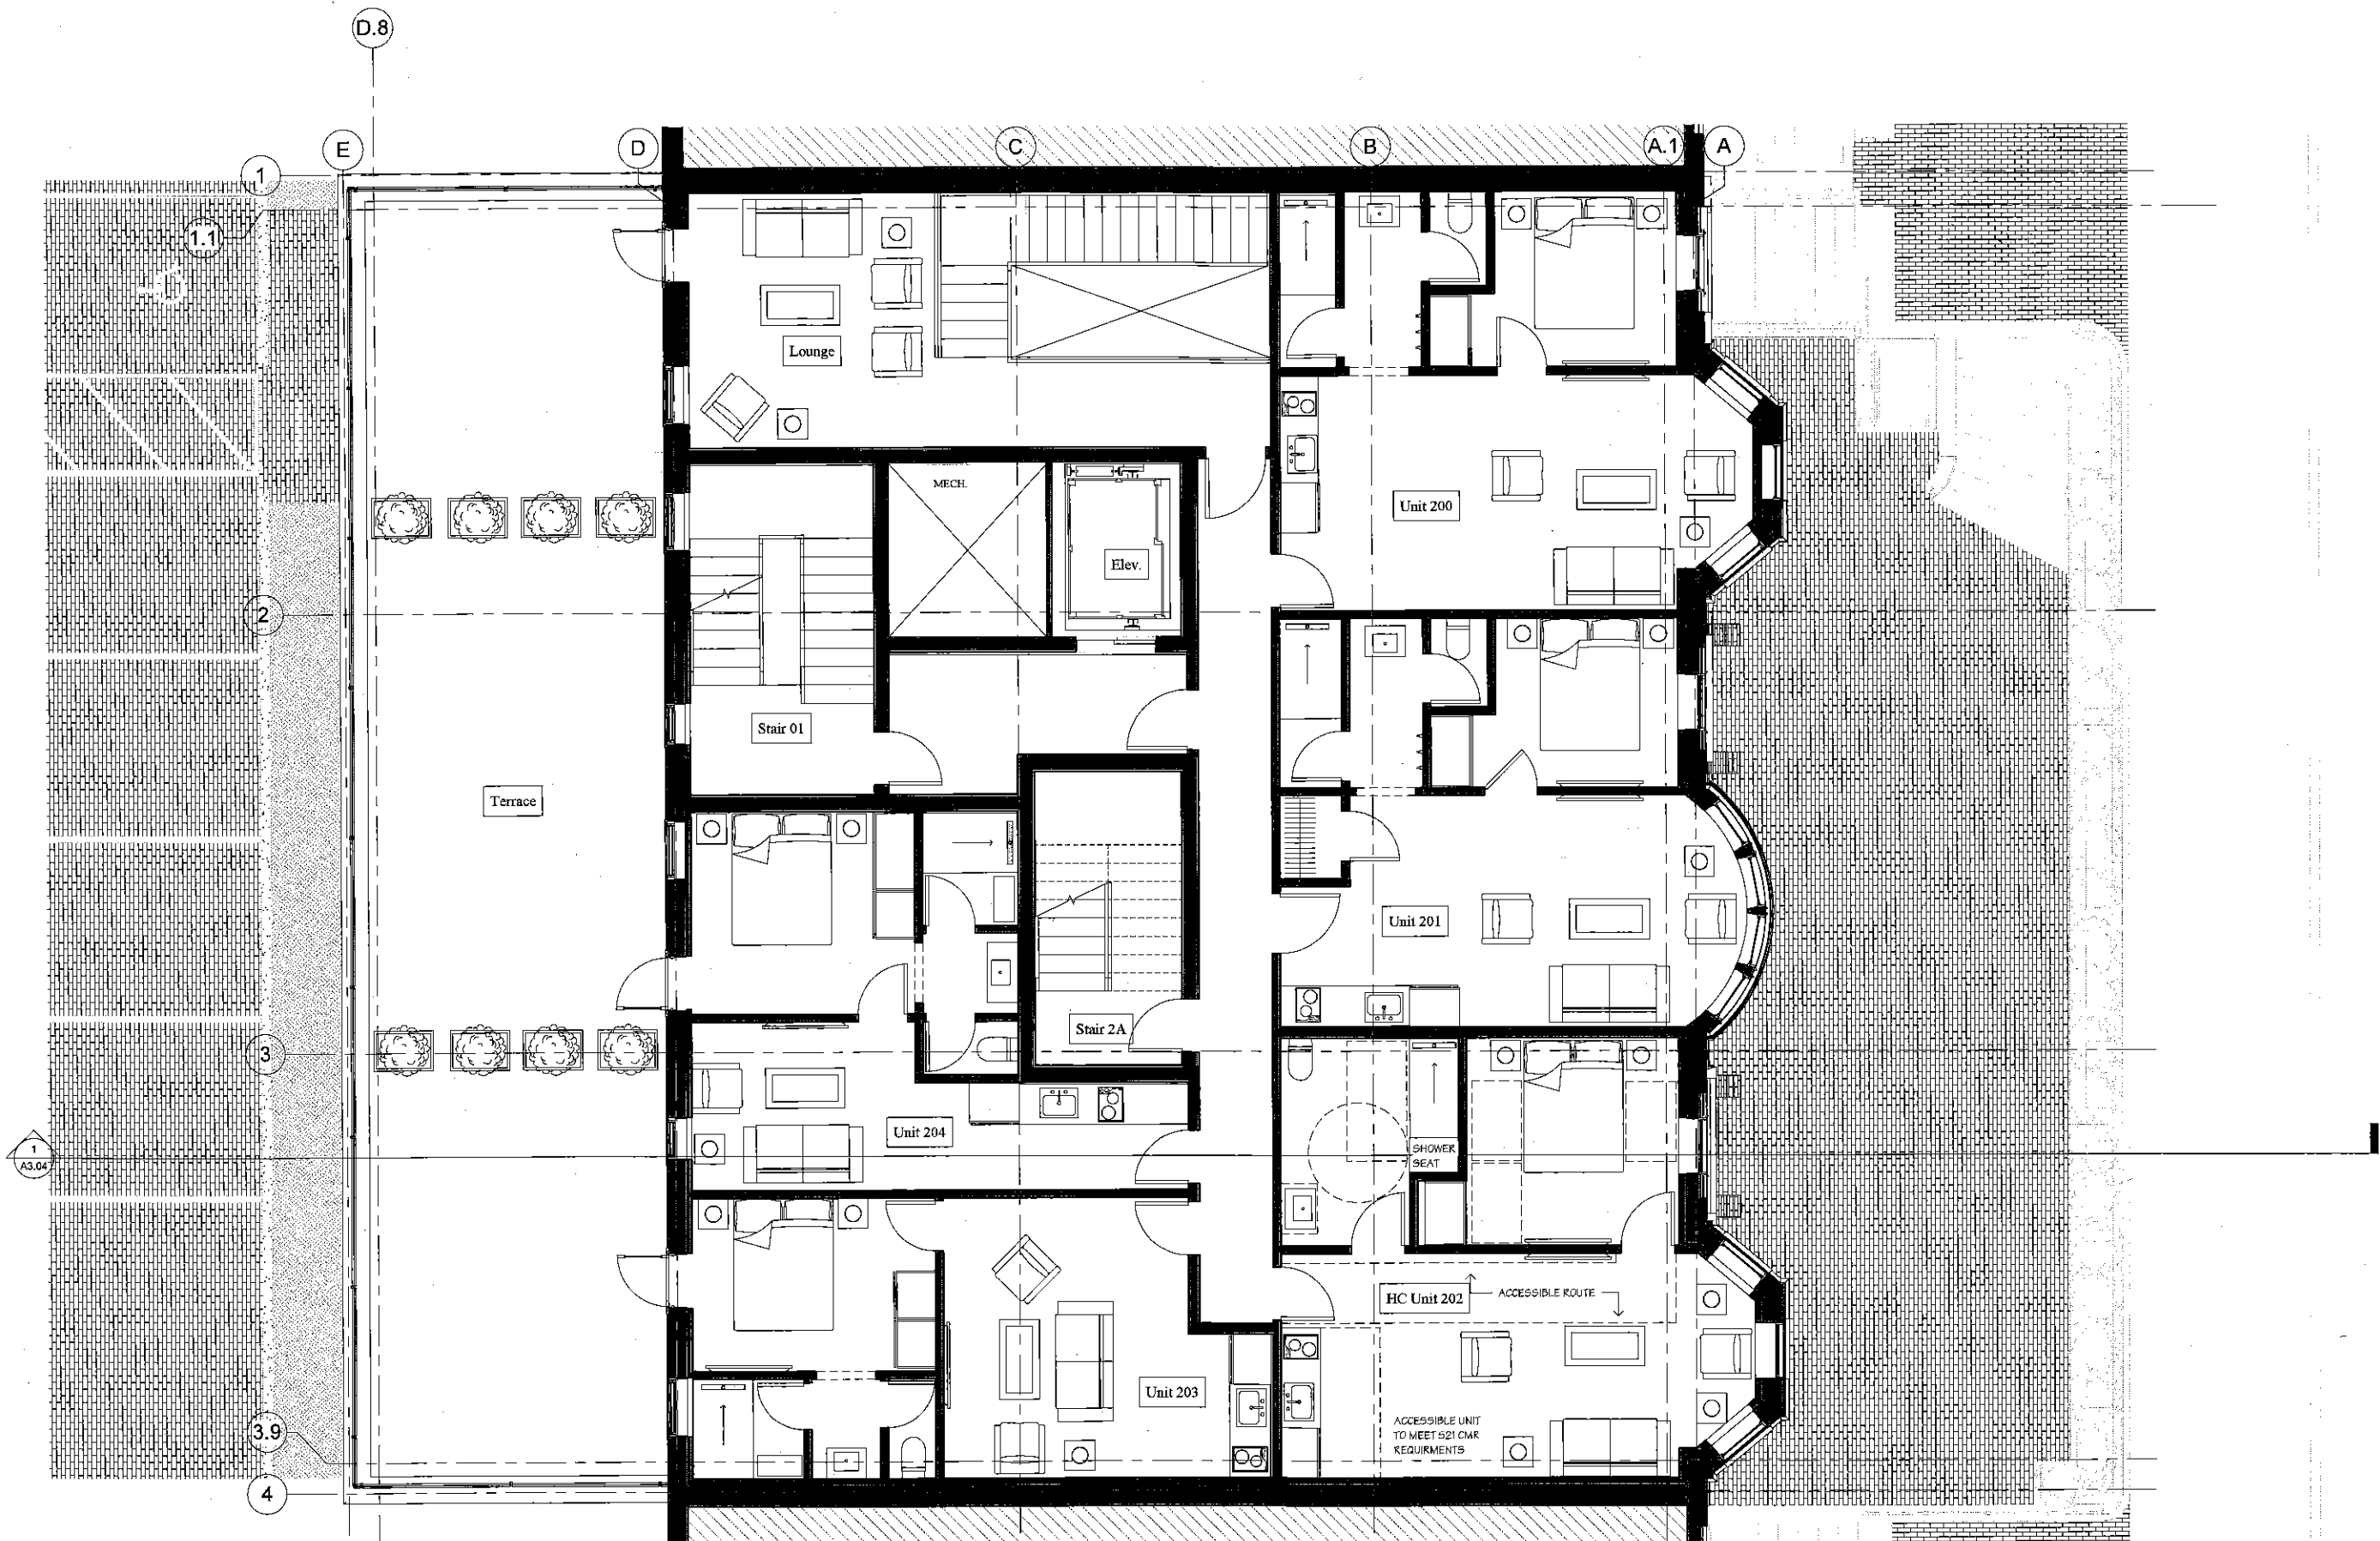 D.8
E
D
C
B
A.1
A
1
1.1
Lounge
MECH.
Unit 200
Elev.
2
Stair 01
Terrace
Unit 201
Stair 2A
3
Unit 204
1
A3.04
SHOWER
SEAT
HC Unit 202
ACCESSIBLE ROUTE
Unit 203
ACCESSIBLE UNIT
TO MEET 521 CMR
REQUIRMENTS
3.9
4